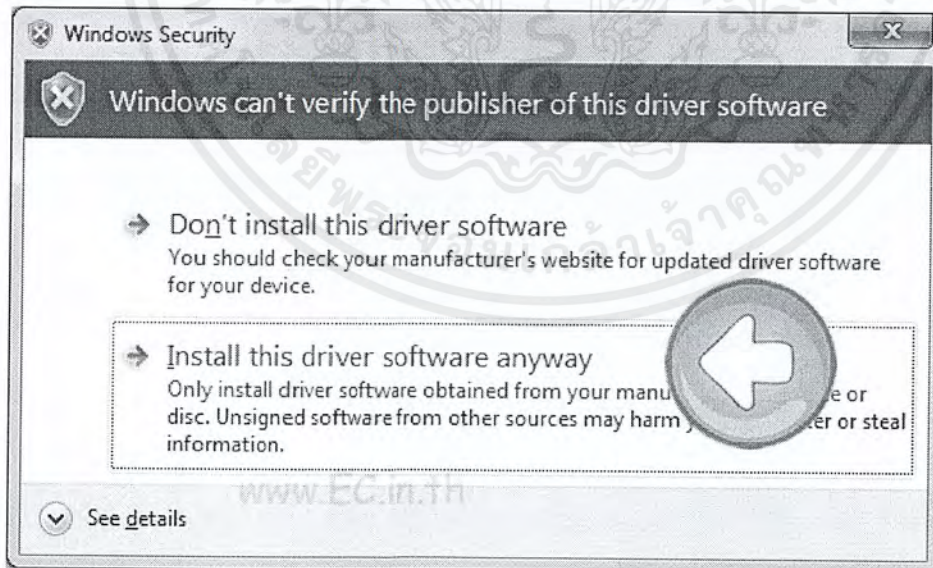 Windows Security
Windows can't verify the publisher of this driver software
Don't install this driver software
You should check your manufacturer's website for updated driver software
for your device.
Install this driver software anyway
Only install driver software obtained from your manu e or
disc. Unsigned software from other sources may harm er or steal
information.
www.EC.in.th
See details